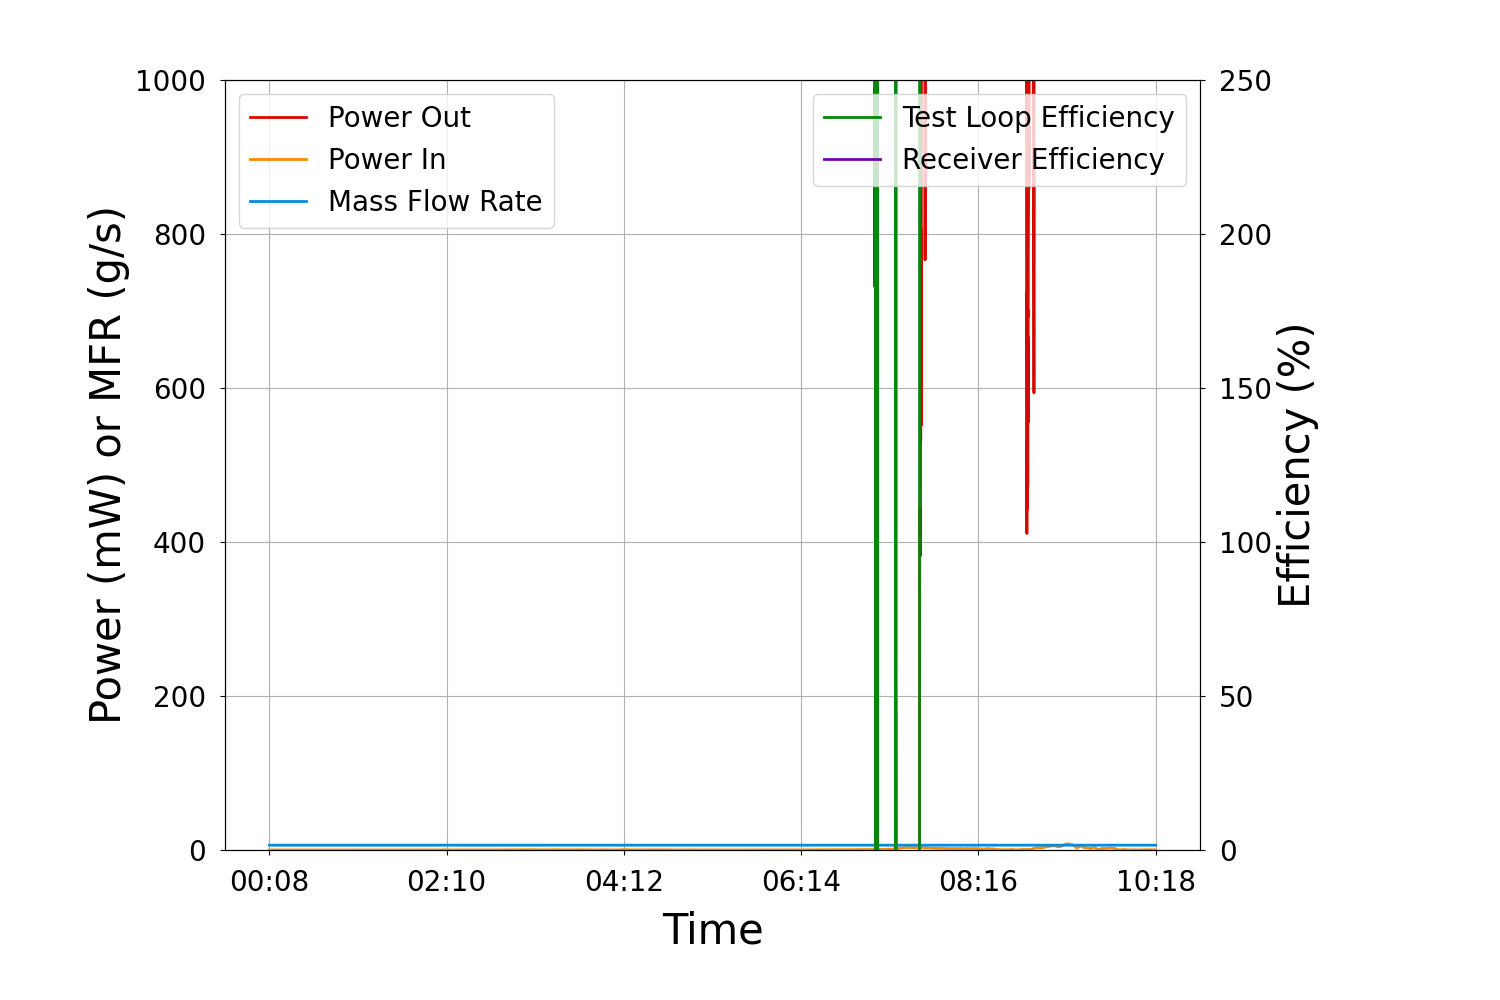 Power Out
Power In
Mass Flow Rate
Test Loop Efficiency
Receiver Efficiency
1000
800
600
400
200
0
Power (mW) or MFR (g/s)
250
200
150
100
50
0
Efficiency (%)
00:08 02:10 04:12 06:14 08:16 10:18
Time